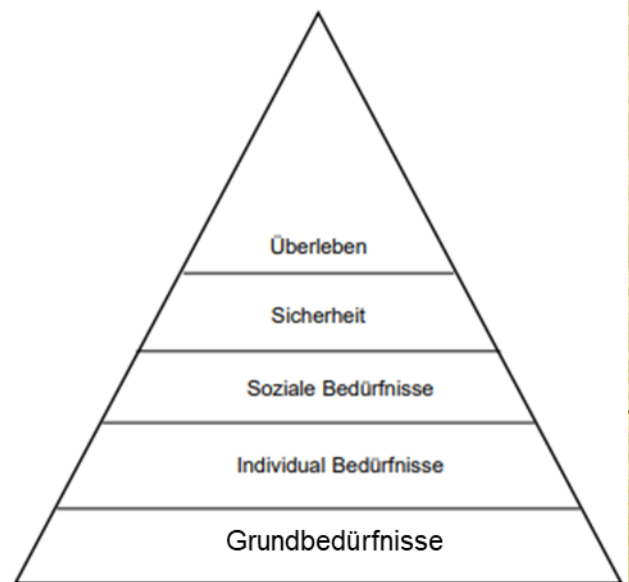 Überleben
Sicherheit
Soziale Bedürfnisse
Individual Bedürfnisse
Grundbedürfnisse